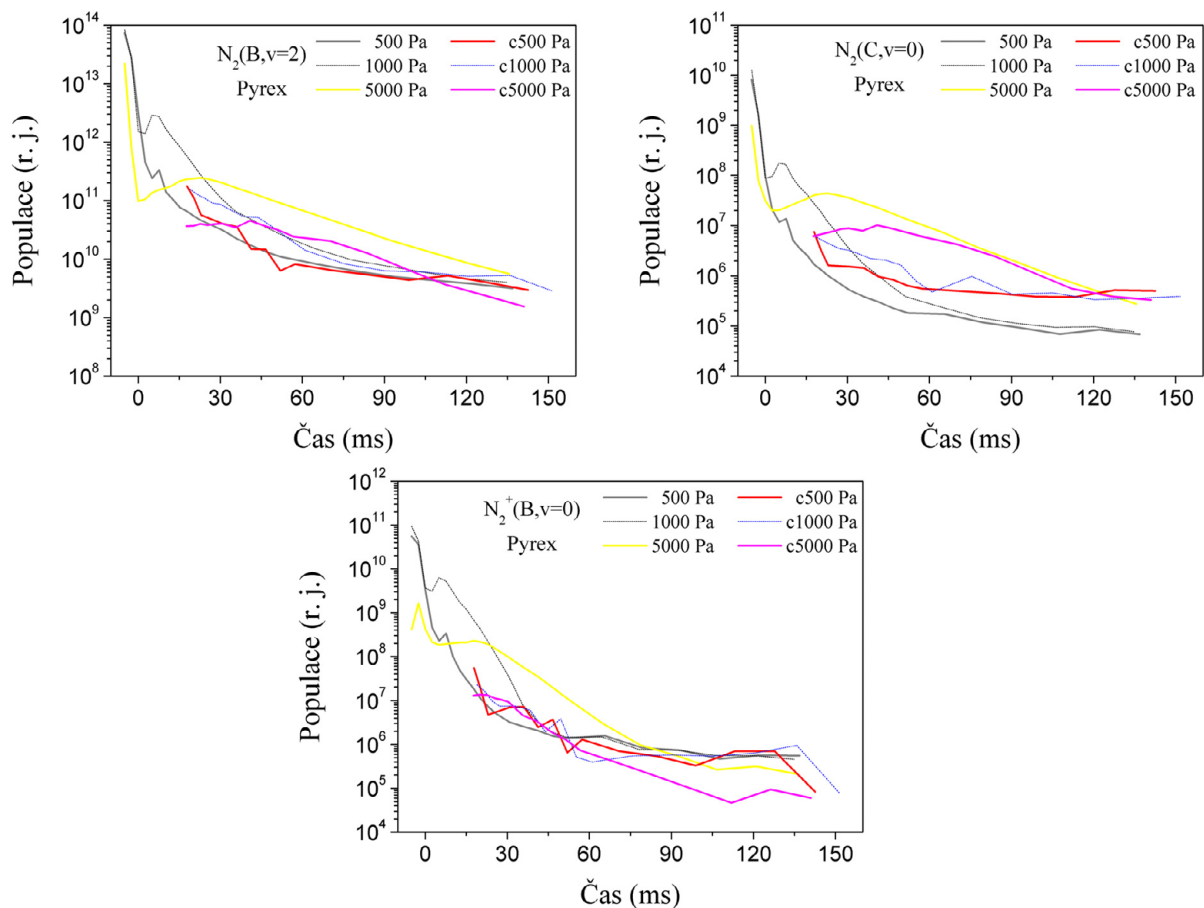 10^14
10^13
10^12
10^11
10^10
10^9
10^8
Populace (r. j.)
N2(B,v=2)
Pyrex
500 Pa
1000 Pa
5000 Pa
c500 Pa
c1000 Pa
c5000 Pa
0 30 60 90 120 150
Čas (ms)
10^11
10^10
10^9
10^8
10^7
10^6
10^5
10^4
Populace (r. j.)
N2(C,v=0)
Pyrex
500 Pa
1000 Pa
5000 Pa
c500 Pa
c1000 Pa
c5000 Pa
0 30 60 90 120 150
Čas (ms)
10^12
10^11
10^10
10^9
10^8
10^7
10^6
10^5
10^4
Populace (r. j.)
N2+(B,v=0)
Pyrex
500 Pa
1000 Pa
5000 Pa
c500 Pa
c1000 Pa
c5000 Pa
0 30 60 90 120 150
Čas (ms)